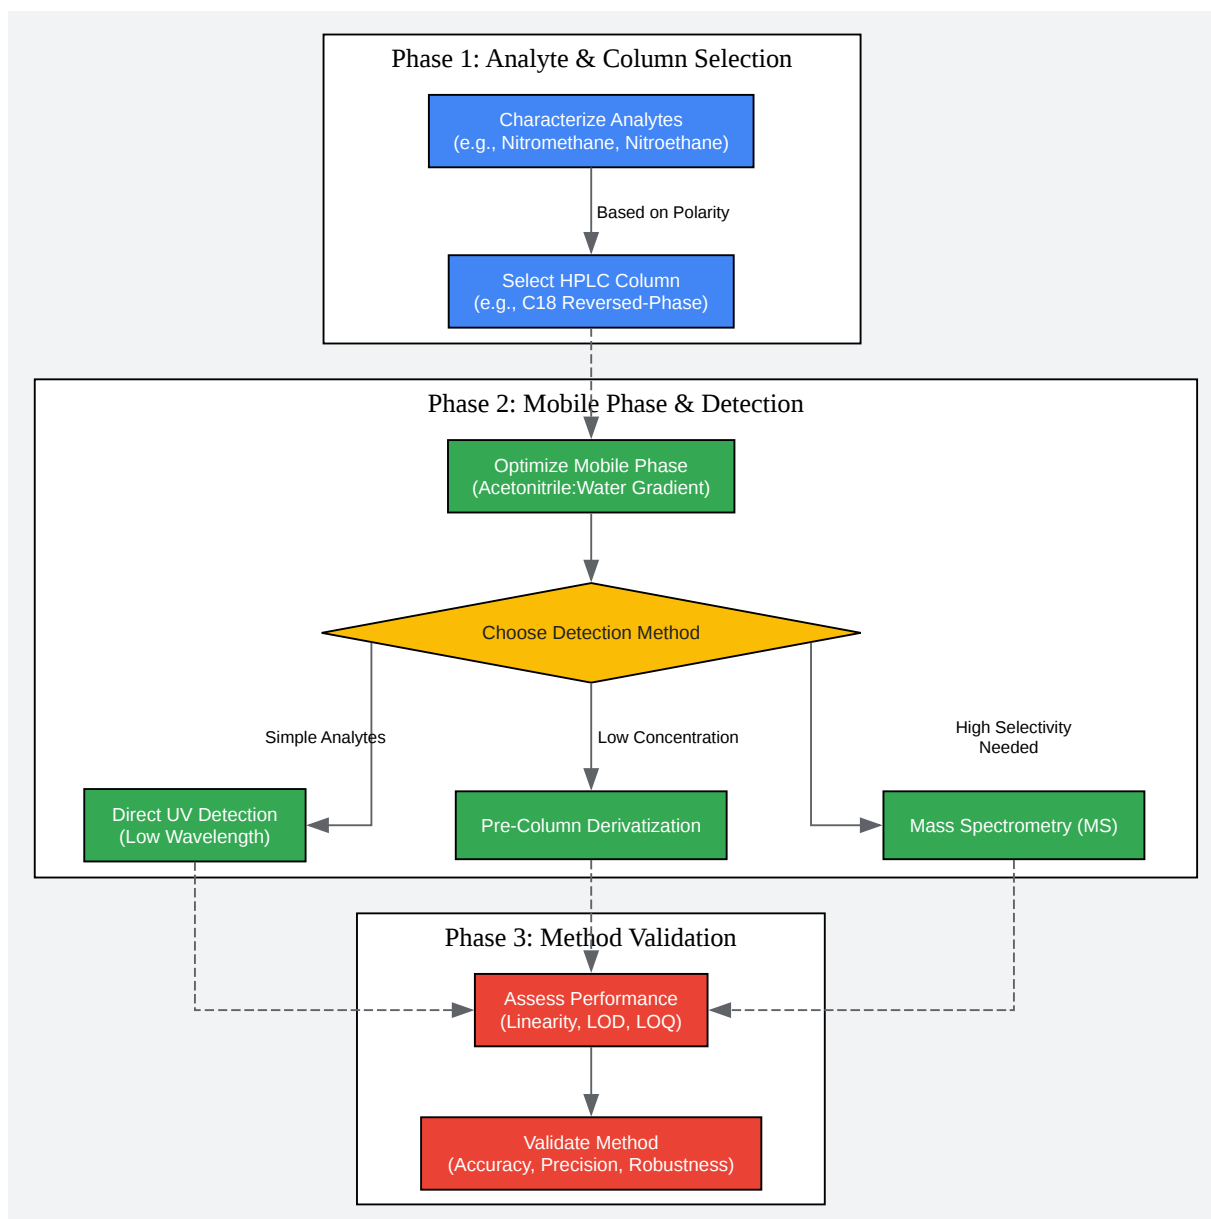 Phase 1: Analyte & Column Selection
Characterize Analytes
(e.g., Nitromethane, Nitroethane)
Based on Polarity
Select HPLC Column
(e.g., C18 Reversed-Phase)
Phase 2: Mobile Phase & Detection
Optimize Mobile Phase
(Acetonitrile:Water Gradient)
Choose Detection Method
Simple Analytes
Low Concentration
High Selectivity
Needed
Direct UV Detection
(Low Wavelength)
Pre-Column Derivatization
Mass Spectrometry (MS)
Phase 3: Method Validation
Assess Performance
(Linearity, LOD, LOQ)
Validate Method
(Accuracy, Precision, Robustness)